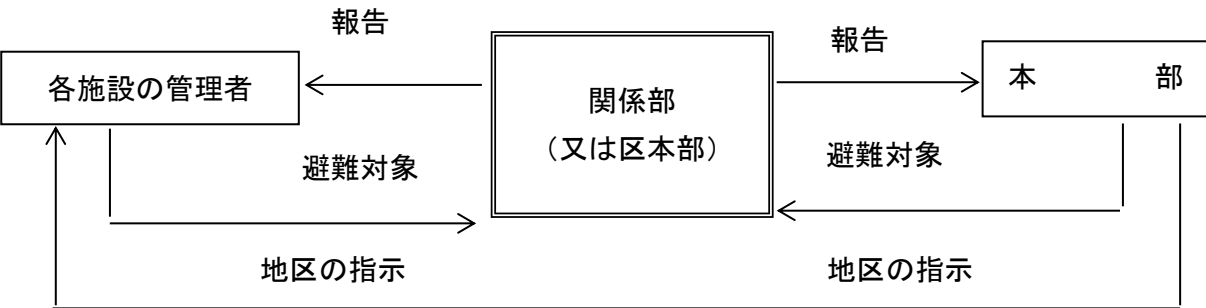 報告
報告
各施設の管理者
関係部
（又は区本部）
本　　　　部
避難対象
避難対象
地区の指示
地区の指示